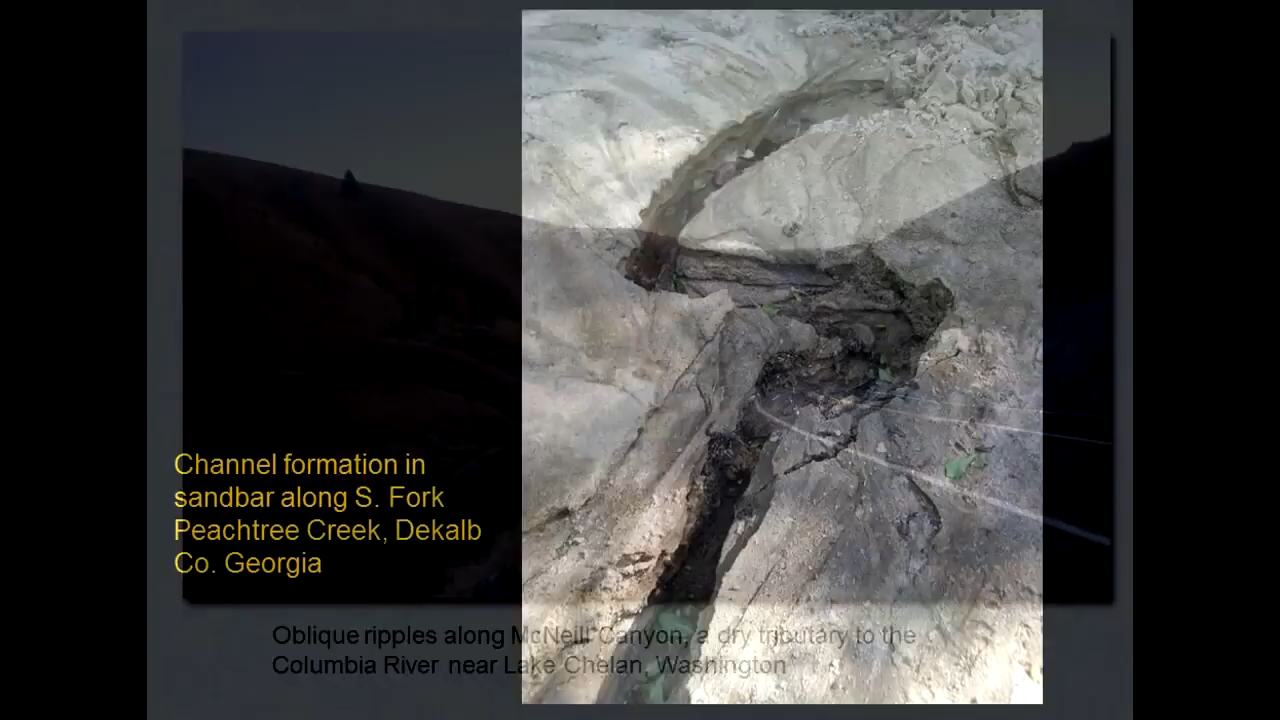 Channel formation in
sandbar along S. Fork
Peachtree Creek, Dekalb
Co. Georgia
Oblique ripples along McNeill Canyon, a dry tributary to the
Columbia River near Lake Chelan, Washington